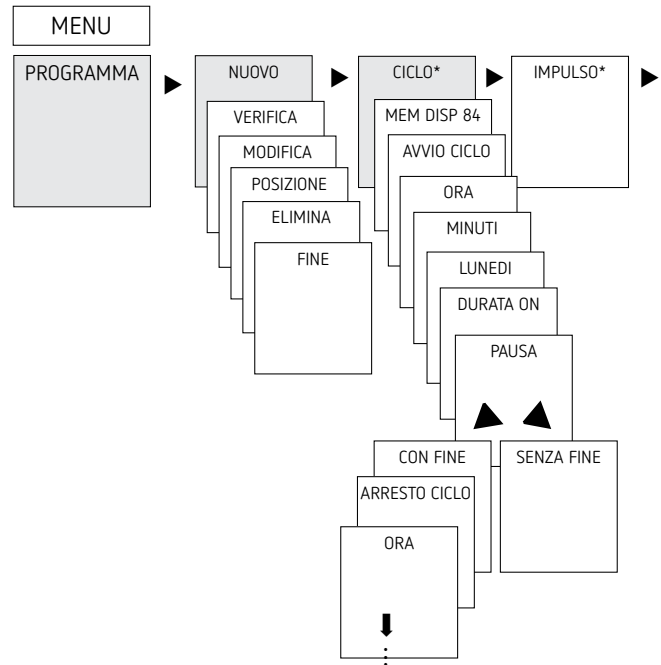 MENU
PROGRAMMA
NUOVO
VERIFICA
MODIFICA
POSIZIONE
ELIMINA
FINE
CICLO*
MEM DISP 84
AVVIO CICLO
ORA
MINUTI
LUNEDI
DURATA ON
PAUSA
CON FINE
ARRESTO CICLO
ORA
SENZA FINE
IMPULSO*